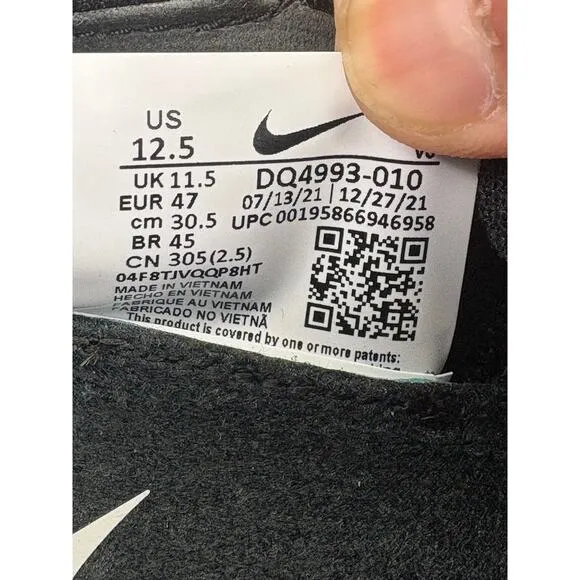 US
12.5
UK 11.5
EUR 47
cm 30.5
BR 45
CN 305(2.5)
04F8TJVQQP8HT
MADE IN VIETNAM
HECHO EN VIETNAM
FABRIQUE AU VIETNAM
FABRICADO NO VIETNÃ
DQ4993-010
07/13/21 | 12/27/21
UPC 00195866946958
This product is covered by one or more patents: